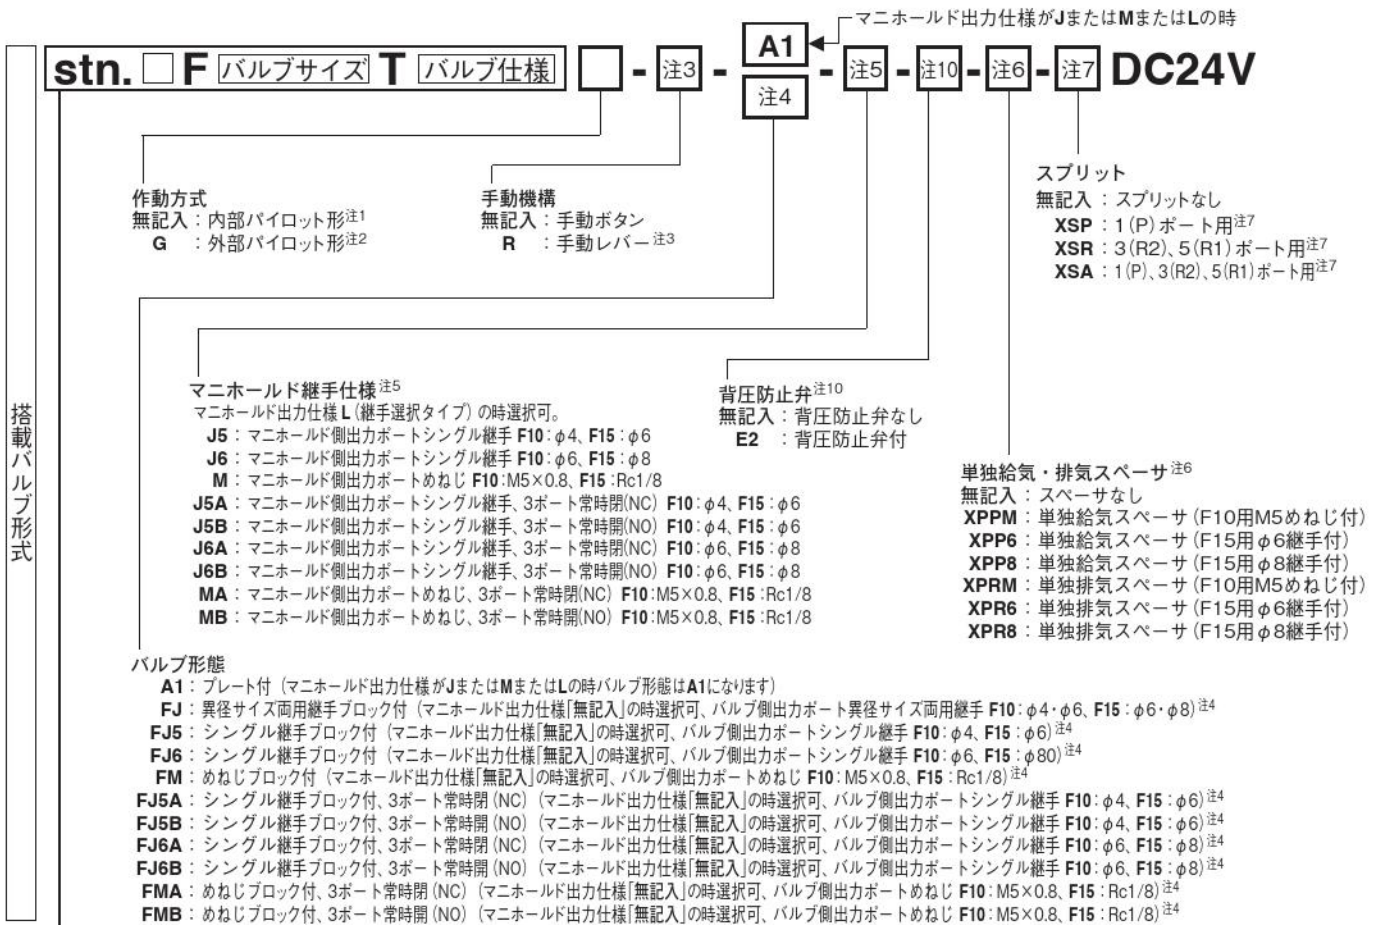 マニホールド出力仕様がJまたはMまたはLの時
stn. □ F バルブサイズ T バルブ仕様 □ - 注3 - A1 注4 - 注5 - 注10 - 注6 - 注7 DC24V
搭載バルブ形式
作動方式
無記入：内部パイロット形注1
G ：外部パイロット形注2
手動機構
無記入：手動ボタン
R ：手動レバー注3
スプリット
無記入：スプリットなし
XSP：1(P)ポート用注7
XSR：3(R2)、5(R1)ポート用注7
XSA：1(P)、3(R2)、5(R1)ポート用注7
マニホールド継手仕様注5
マニホールド出力仕様L（継手選択タイプ）の時選択可。
J5：マニホールド側出力ポートシングル継手 F10：φ4、F15：φ6
J6：マニホールド側出力ポートシングル継手 F10：φ6、F15：φ8
M：マニホールド側出力ポートめねじ F10：M5×0.8、F15：Rc1/8
J5A：マニホールド側出力ポートシングル継手、3ポート常時閉(NC) F10：φ4、F15：φ6
J5B：マニホールド側出力ポートシングル継手、3ポート常時開(NO) F10：φ4、F15：φ6
J6A：マニホールド側出力ポートシングル継手、3ポート常時閉(NC) F10：φ6、F15：φ8
J6B：マニホールド側出力ポートシングル継手、3ポート常時開(NO) F10：φ6、F15：φ8
MA：マニホールド側出力ポートめねじ、3ポート常時閉(NC) F10：M5×0.8、F15：Rc1/8
MB：マニホールド側出力ポートめねじ、3ポート常時開(NO) F10：M5×0.8、F15：Rc1/8
背圧防止弁注10
無記入：背圧防止弁なし
E2 ：背圧防止弁付
単独給気・排気スペーサ注6
無記入：スペーサなし
XPPM：単独給気スペーサ（F10用M5めねじ付）
XPP6：単独給気スペーサ（F15用φ6継手付）
XPP8：単独給気スペーサ（F15用φ8継手付）
XPRM：単独排気スペーサ（F10用M5めねじ付）
XPR6：単独排気スペーサ（F15用φ6継手付）
XPR8：単独排気スペーサ（F15用φ8継手付）
バルブ形態
A1：プレート付（マニホールド出力仕様がJまたはMまたはLの時バルブ形態はA1になります）
FJ：異径サイズ両用継手ブロック付（マニホールド出力仕様「無記入」の時選択可、バルブ側出力ポート異径サイズ両用継手 F10：φ4・φ6、F15：φ6・φ8）注4
FJ5：シングル継手ブロック付（マニホールド出力仕様「無記入」の時選択可、バルブ側出力ポートシングル継手 F10：φ4、F15：φ6）注4
FJ6：シングル継手ブロック付（マニホールド出力仕様「無記入」の時選択可、バルブ側出力ポートシングル継手 F10：φ6、F15：φ80）注4
FM：めねじブロック付（マニホールド出力仕様「無記入」の時選択可、バルブ側出力ポートめねじ F10：M5×0.8、F15：Rc1/8）注4
FJ5A：シングル継手ブロック付、3ポート常時閉（NC）（マニホールド出力仕様「無記入」の時選択可、バルブ側出力ポートシングル継手 F10：φ4、F15：φ6）注4
FJ5B：シングル継手ブロック付、3ポート常時開（NO）（マニホールド出力仕様「無記入」の時選択可、バルブ側出力ポートシングル継手 F10：φ4、F15：φ6）注4
FJ6A：シングル継手ブロック付、3ポート常時閉（NC）（マニホールド出力仕様「無記入」の時選択可、バルブ側出力ポートシングル継手 F10：φ6、F15：φ8）注4
FJ6B：シングル継手ブロック付、3ポート常時開（NO）（マニホールド出力仕様「無記入」の時選択可、バルブ側出力ポートシングル継手 F10：φ6、F15：φ8）注4
FMA：めねじブロック付、3ポート常時閉（NC）（マニホールド出力仕様「無記入」の時選択可、バルブ側出力ポートめねじ F10：M5×0.8、F15：Rc1/8）注4
FMB：めねじブロック付、3ポート常時開（NO）（マニホールド出力仕様「無記入」の時選択可、バルブ側出力ポートめねじ F10：M5×0.8、F15：Rc1/8）注4